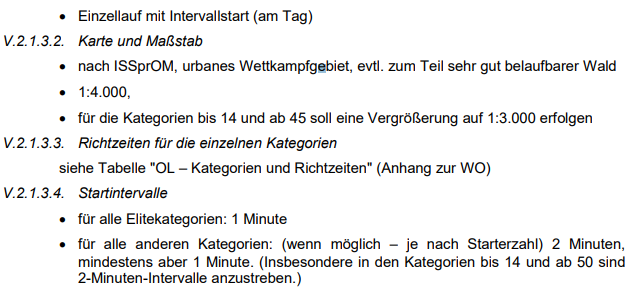 • Einzellauf mit Intervallstart (am Tag)
V.2.1.3.2. Karte und Maßstab
• nach ISSprOM, urbanes Wettkampfgebiet, evtl. zum Teil sehr gut belaufbarer Wald
• 1:4.000,
• für die Kategorien bis 14 und ab 45 soll eine Vergrößerung auf 1:3.000 erfolgen
V.2.1.3.3. Richtzeiten für die einzelnen Kategorien
siehe Tabelle "OL – Kategorien und Richtzeiten" (Anhang zur WO)
V.2.1.3.4. Startintervalle
• für alle Elitekategorien: 1 Minute
• für alle anderen Kategorien: (wenn möglich – je nach Starterzahl) 2 Minuten,
mindestens aber 1 Minute. (Insbesondere in den Kategorien bis 14 und ab 50 sind
2-Minuten-Intervalle anzustreben.)